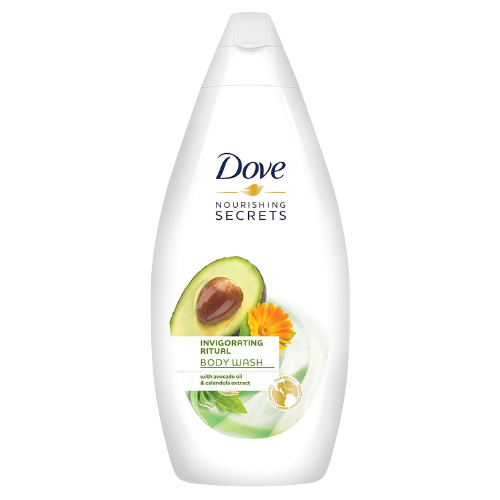 Dove
NOURISHING
SECRETS
INVIGORATING
RITUAL
BODY WASH
with avocado oil
& calendula extract